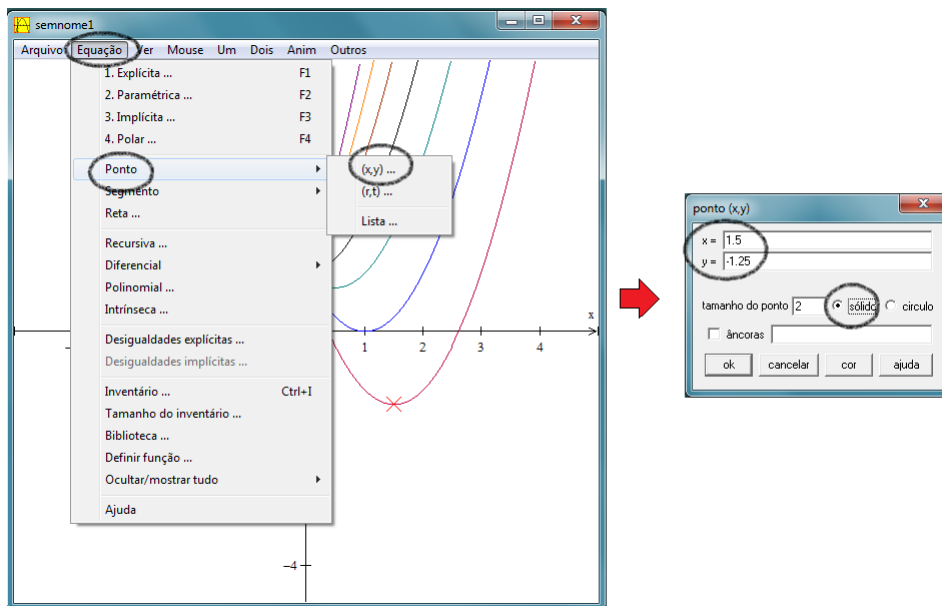 semnome1
Arquivo Equação Ver Mouse Um Dois Anim Outros
1. Explícita ... F1
2. Paramétrica ... F2
3. Implícita ... F3
4. Polar ... F4
Ponto
Segmento
Reta ...
Recursiva ...
Diferencial
Polinomial ...
Intrínseca ...
Desigualdades explícitas ...
Desigualdades implícitas ...
Inventário ... Ctrl+I
Tamanho do inventário ...
Biblioteca ...
Definir função ...
Ocultar/mostrar tudo
Ajuda
(x,y) ...
(r,t) ...
Lista ...
x
1 2 3 4
-4
ponto (x,y)
x = 1.5
y = -1.25
tamanho do ponto 2 sólido circulo
âncoras
ok cancelar cor ajuda